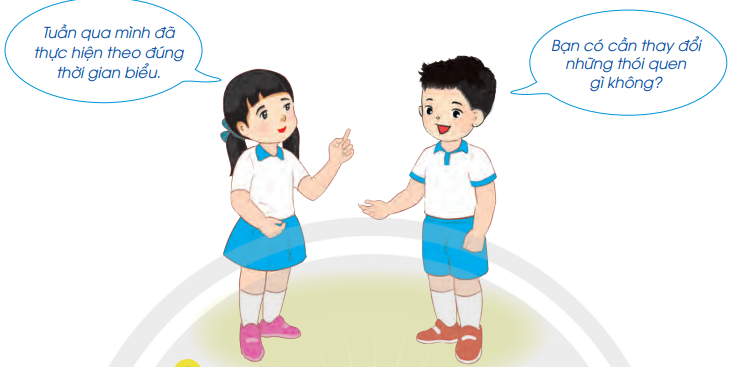 Tuần qua mình đã
thực hiện theo đúng
thời gian biểu.
Bạn có cần thay đổi
những thói quen
gì không?